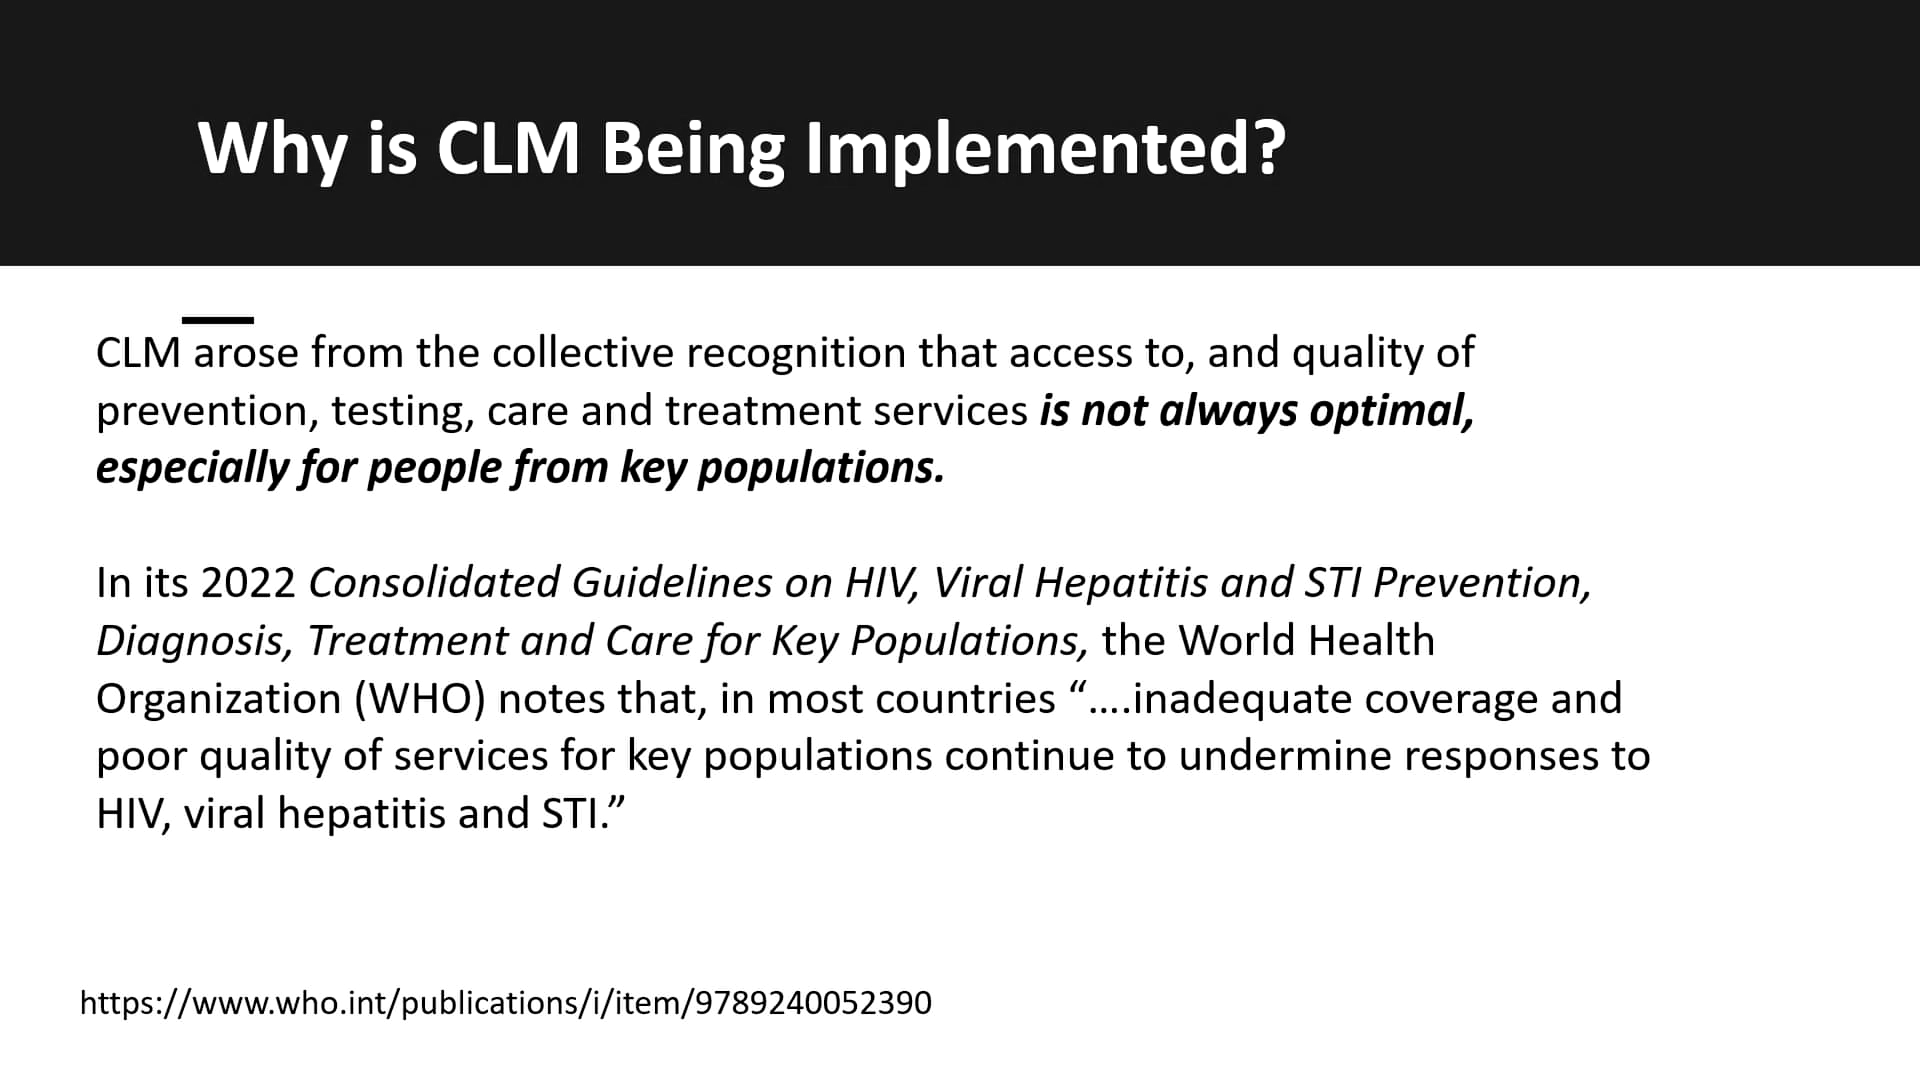 Why is CLM Being Implemented?
CLM arose from the collective recognition that access to, and quality of
prevention, testing, care and treatment services is not always optimal,
especially for people from key populations.
In its 2022 Consolidated Guidelines on HIV, Viral Hepatitis and STI Prevention,
Diagnosis, Treatment and Care for Key Populations, the World Health
Organization (WHO) notes that, in most countries “….inadequate coverage and
poor quality of services for key populations continue to undermine responses to
HIV, viral hepatitis and STI.”
https://www.who.int/publications/i/item/9789240052390